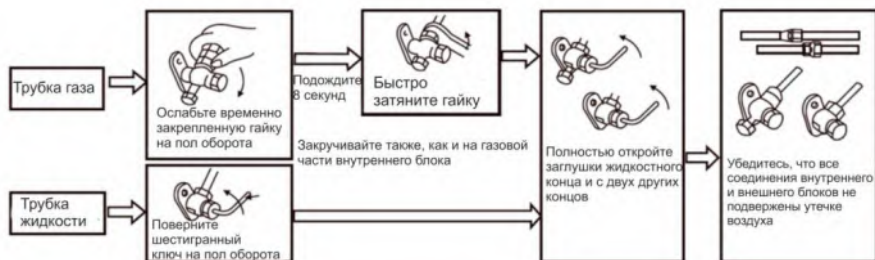 Трубка газа
Ослабьте временно
закрепленную гайку
на пол оборота
Подождите
8 секунд
Быстро
затяните гайку
Закручивайте также, как и на газовой
части внутреннего блока
Полностью откройте
заглушки жидкостного
конца и с двух других
концов
Убедитесь, что все
соединения внутреннего
и внешнего блоков не
подвержены утечке
воздуха
Трубка
жидкости
Поверните
шестигранный
ключ на пол оборота